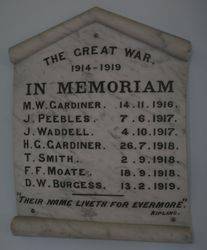 THE GREAT WAR.
1914-1919
IN MEMORIAM
M.W. GARDINER. 14.11.1916.
J. PEEBLES. 7.6.1917.
J. WADDELL. 4.10.1917.
H.G. GARDINER. 26.7.1918.
T. SMITH. 2.9.1918.
F.F. MOATE. 18.9.1918.
D.W. BURGESS. 13.2.1919.
"THEIR NAME LIVETH FOR EVERMORE".
KIPLING.